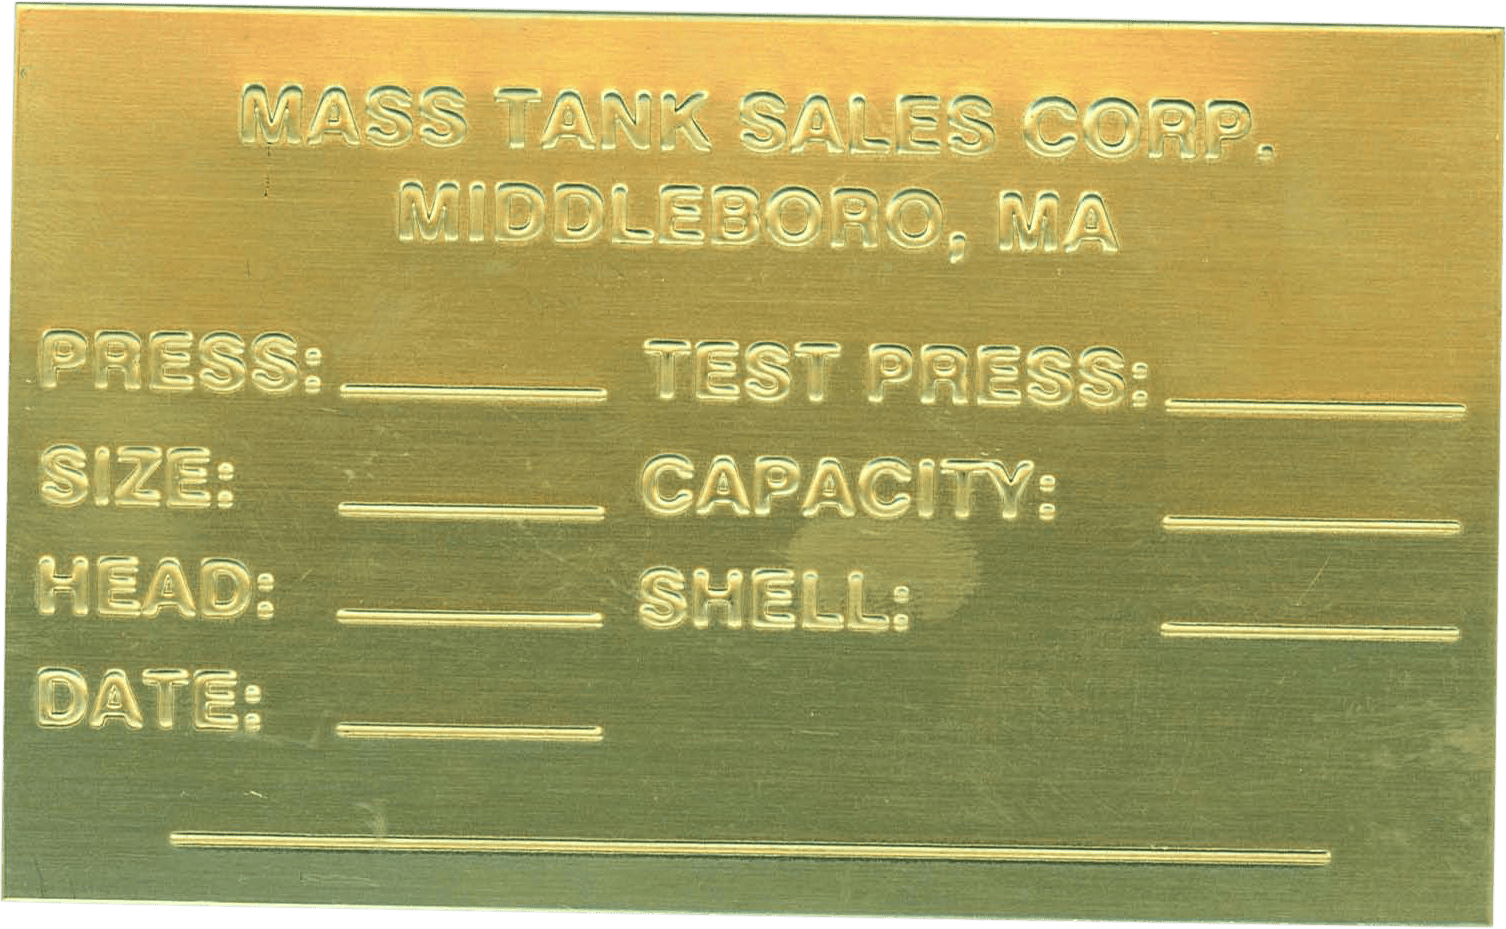 MASS TANK SALES CORP.
MIDDLEBORO, MA
PRESS: TEST PRESS:
SIZE: CAPACITY:
HEAD: SHELL:
DATE: